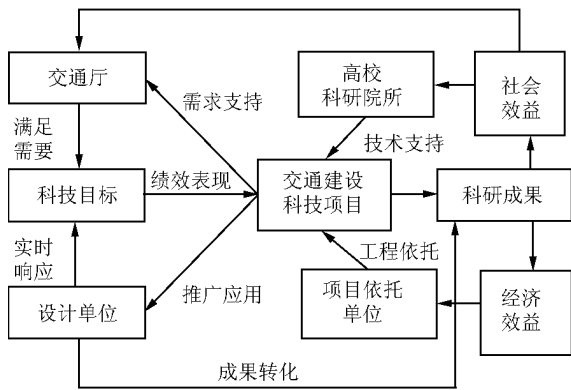 交通厅
高校
科研院所
社会
效益
需求支持
满足
需要
技术支持
科技目标
绩效表现
交通建设
科技项目
科研成果
实时
响应
工程依托
推广应用
设计单位
项目依托
单位
经济
效益
成果转化